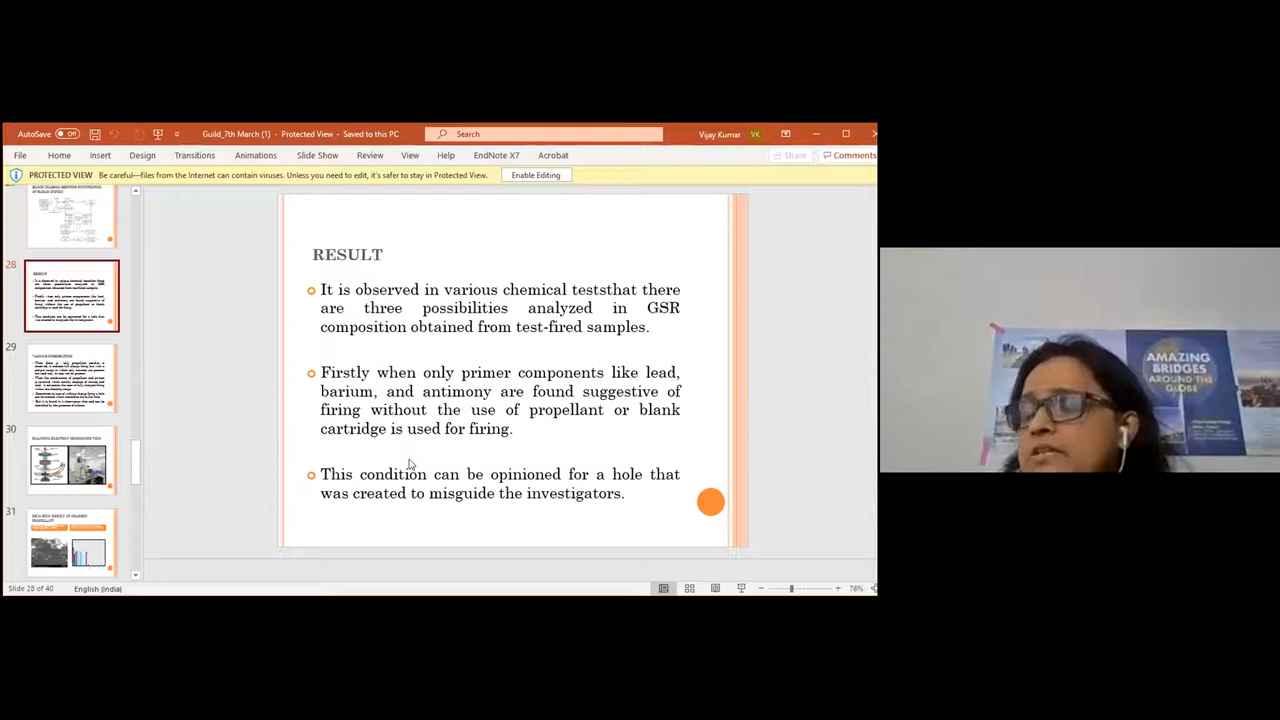 AutoSave Off Guild_7th March (1) - Protected View - Saved to this PC Search Vijay Kumar VK
File Home Insert Design Transitions Animations Slide Show Review View Help EndNote X7 Acrobat Share Comments
PROTECTED VIEW Be careful—files from the Internet can contain viruses. Unless you need to edit, it's safer to stay in Protected View. Enable Editing
28
29
30
31
RESULT
It is observed in various chemical teststhat there
are three possibilities analyzed in GSR
composition obtained from test-fired samples.
Firstly when only primer components like lead,
barium, and antimony are found suggestive of
firing without the use of propellant or blank
cartridge is used for firing.
This condition can be opinioned for a hole that
was created to misguide the investigators.
Slide 28 of 40 English (India) 76%
AMAZING
BRIDGES
AROUND THE
GLOBE